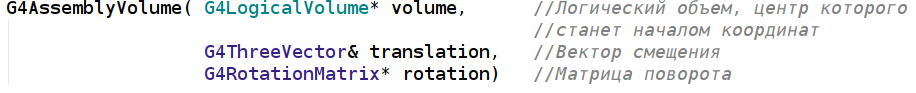 G4AssemblyVolume( G4LogicalVolume* volume, //Логический объем, центр которого
//станет началом координат
G4ThreeVector& translation, //Вектор смещения
G4RotationMatrix* rotation) //Матрица поворота